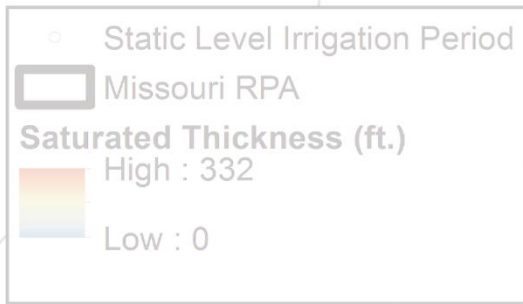 Static Level Irrigation Period
Missouri RPA
Saturated Thickness (ft.)
High : 332
Low : 0